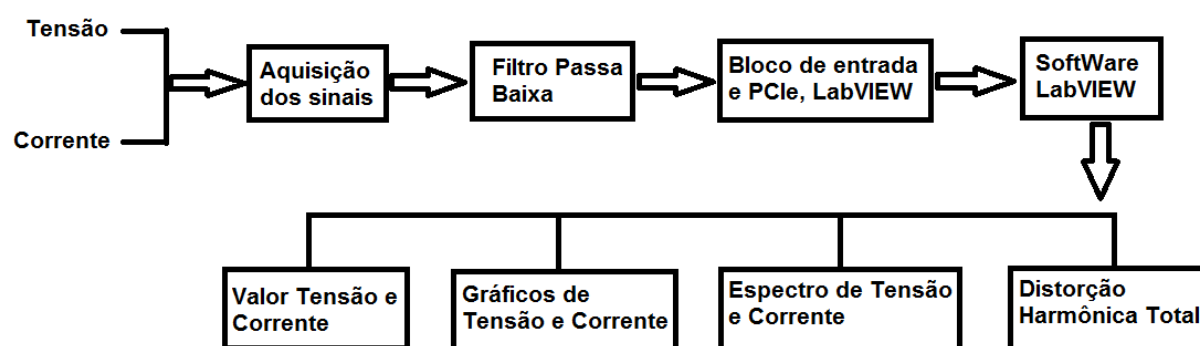 Tensão
Corrente
Aquisição
dos sinais
Filtro Passa
Baixa
Bloco de entrada
e PCIe, LabVIEW
SoftWare
LabVIEW
Valor Tensão e
Corrente
Gráficos de
Tensão e Corrente
Espectro de Tensão
e Corrente
Distorção
Harmônica Total